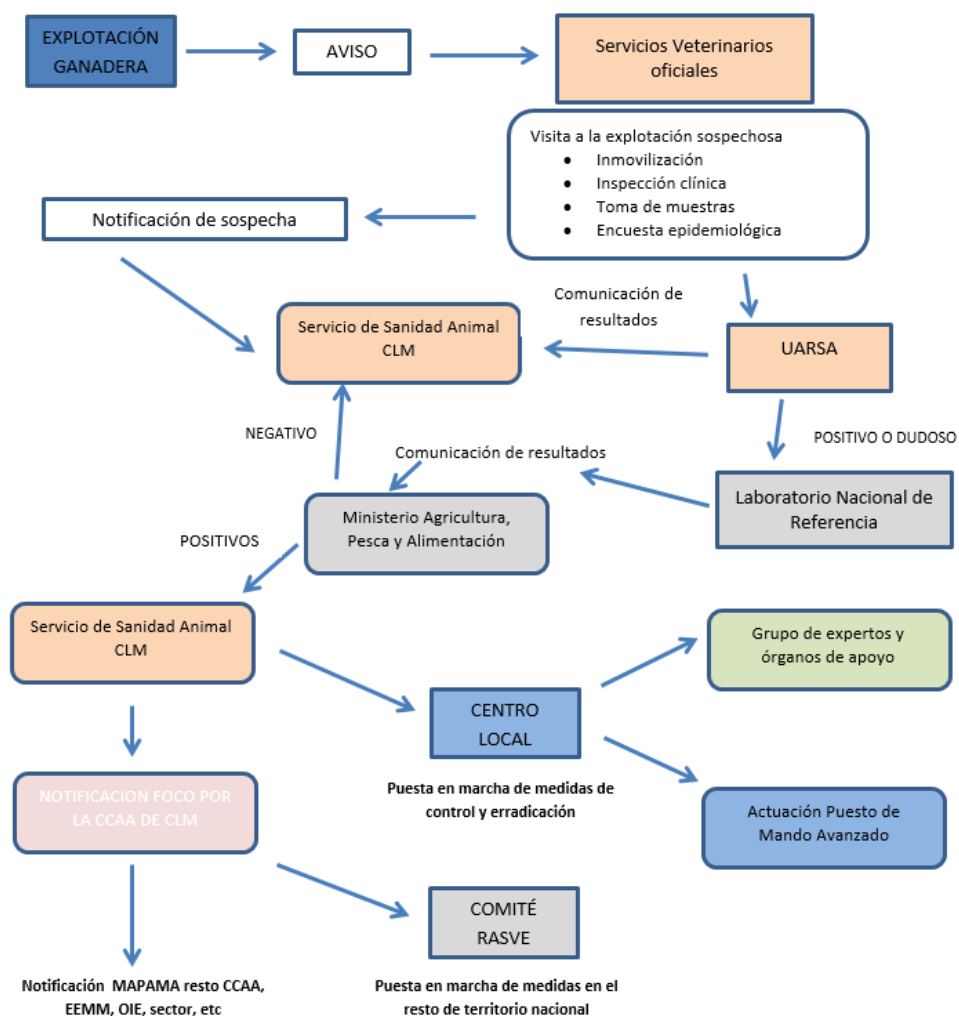 EXPLOTACIÓN
GANADERA
AVISO
Servicios Veterinarios
oficiales
Visita a la explotación sospechosa
• Inmovilización
• Inspección clínica
• Toma de muestras
• Encuesta epidemiológica
Notificación de sospecha
Comunicación de
resultados
Servicio de Sanidad Animal
CLM
UARSA
NEGATIVO
POSITIVO O DUDOSO
Comunicación de resultados
Laboratorio Nacional de
Referencia
Ministerio Agricultura,
Pesca y Alimentación
POSITIVOS
Servicio de Sanidad Animal
CLM
Grupo de expertos y
órganos de apoyo
CENTRO
LOCAL
Puesta en marcha de medidas de
control y erradicación
NOTIFICACION FOCO POR
LA CCAA DE CLM
Actuación Puesto de
Mando Avanzado
COMITÉ
RASVE
Notificación MAPAMA resto CCAA,
EEMM, OIE, sector, etc
Puesta en marcha de medidas en el
resto de territorio nacional